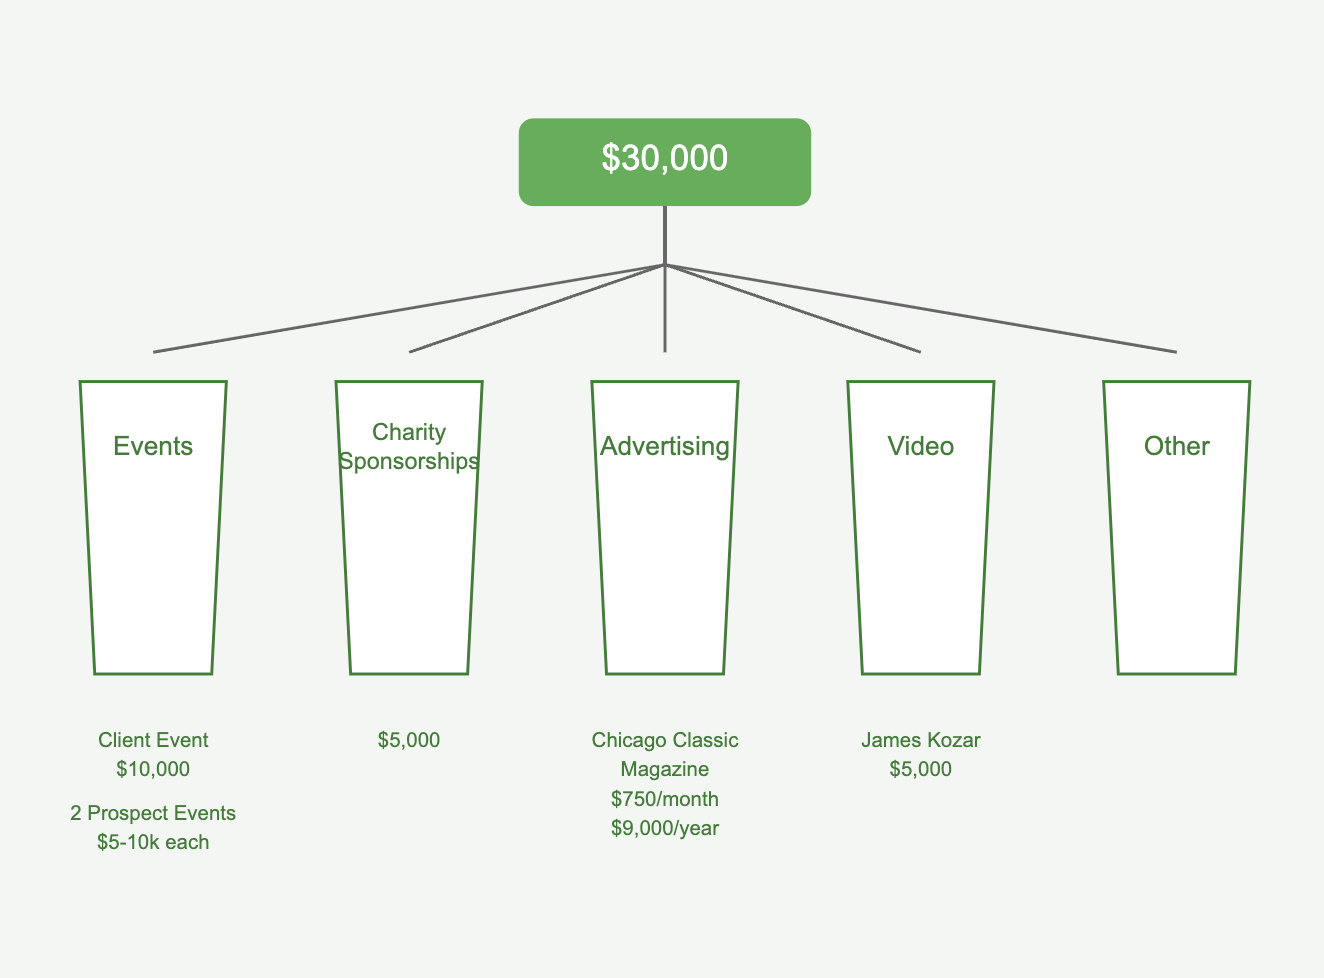 $30,000
Events
Charity
Sponsorships
Advertising
Video
Other
Client Event
$10,000
2 Prospect Events
$5-10k each
$5,000
Chicago Classic
Magazine
$750/month
$9,000/year
James Kozar
$5,000